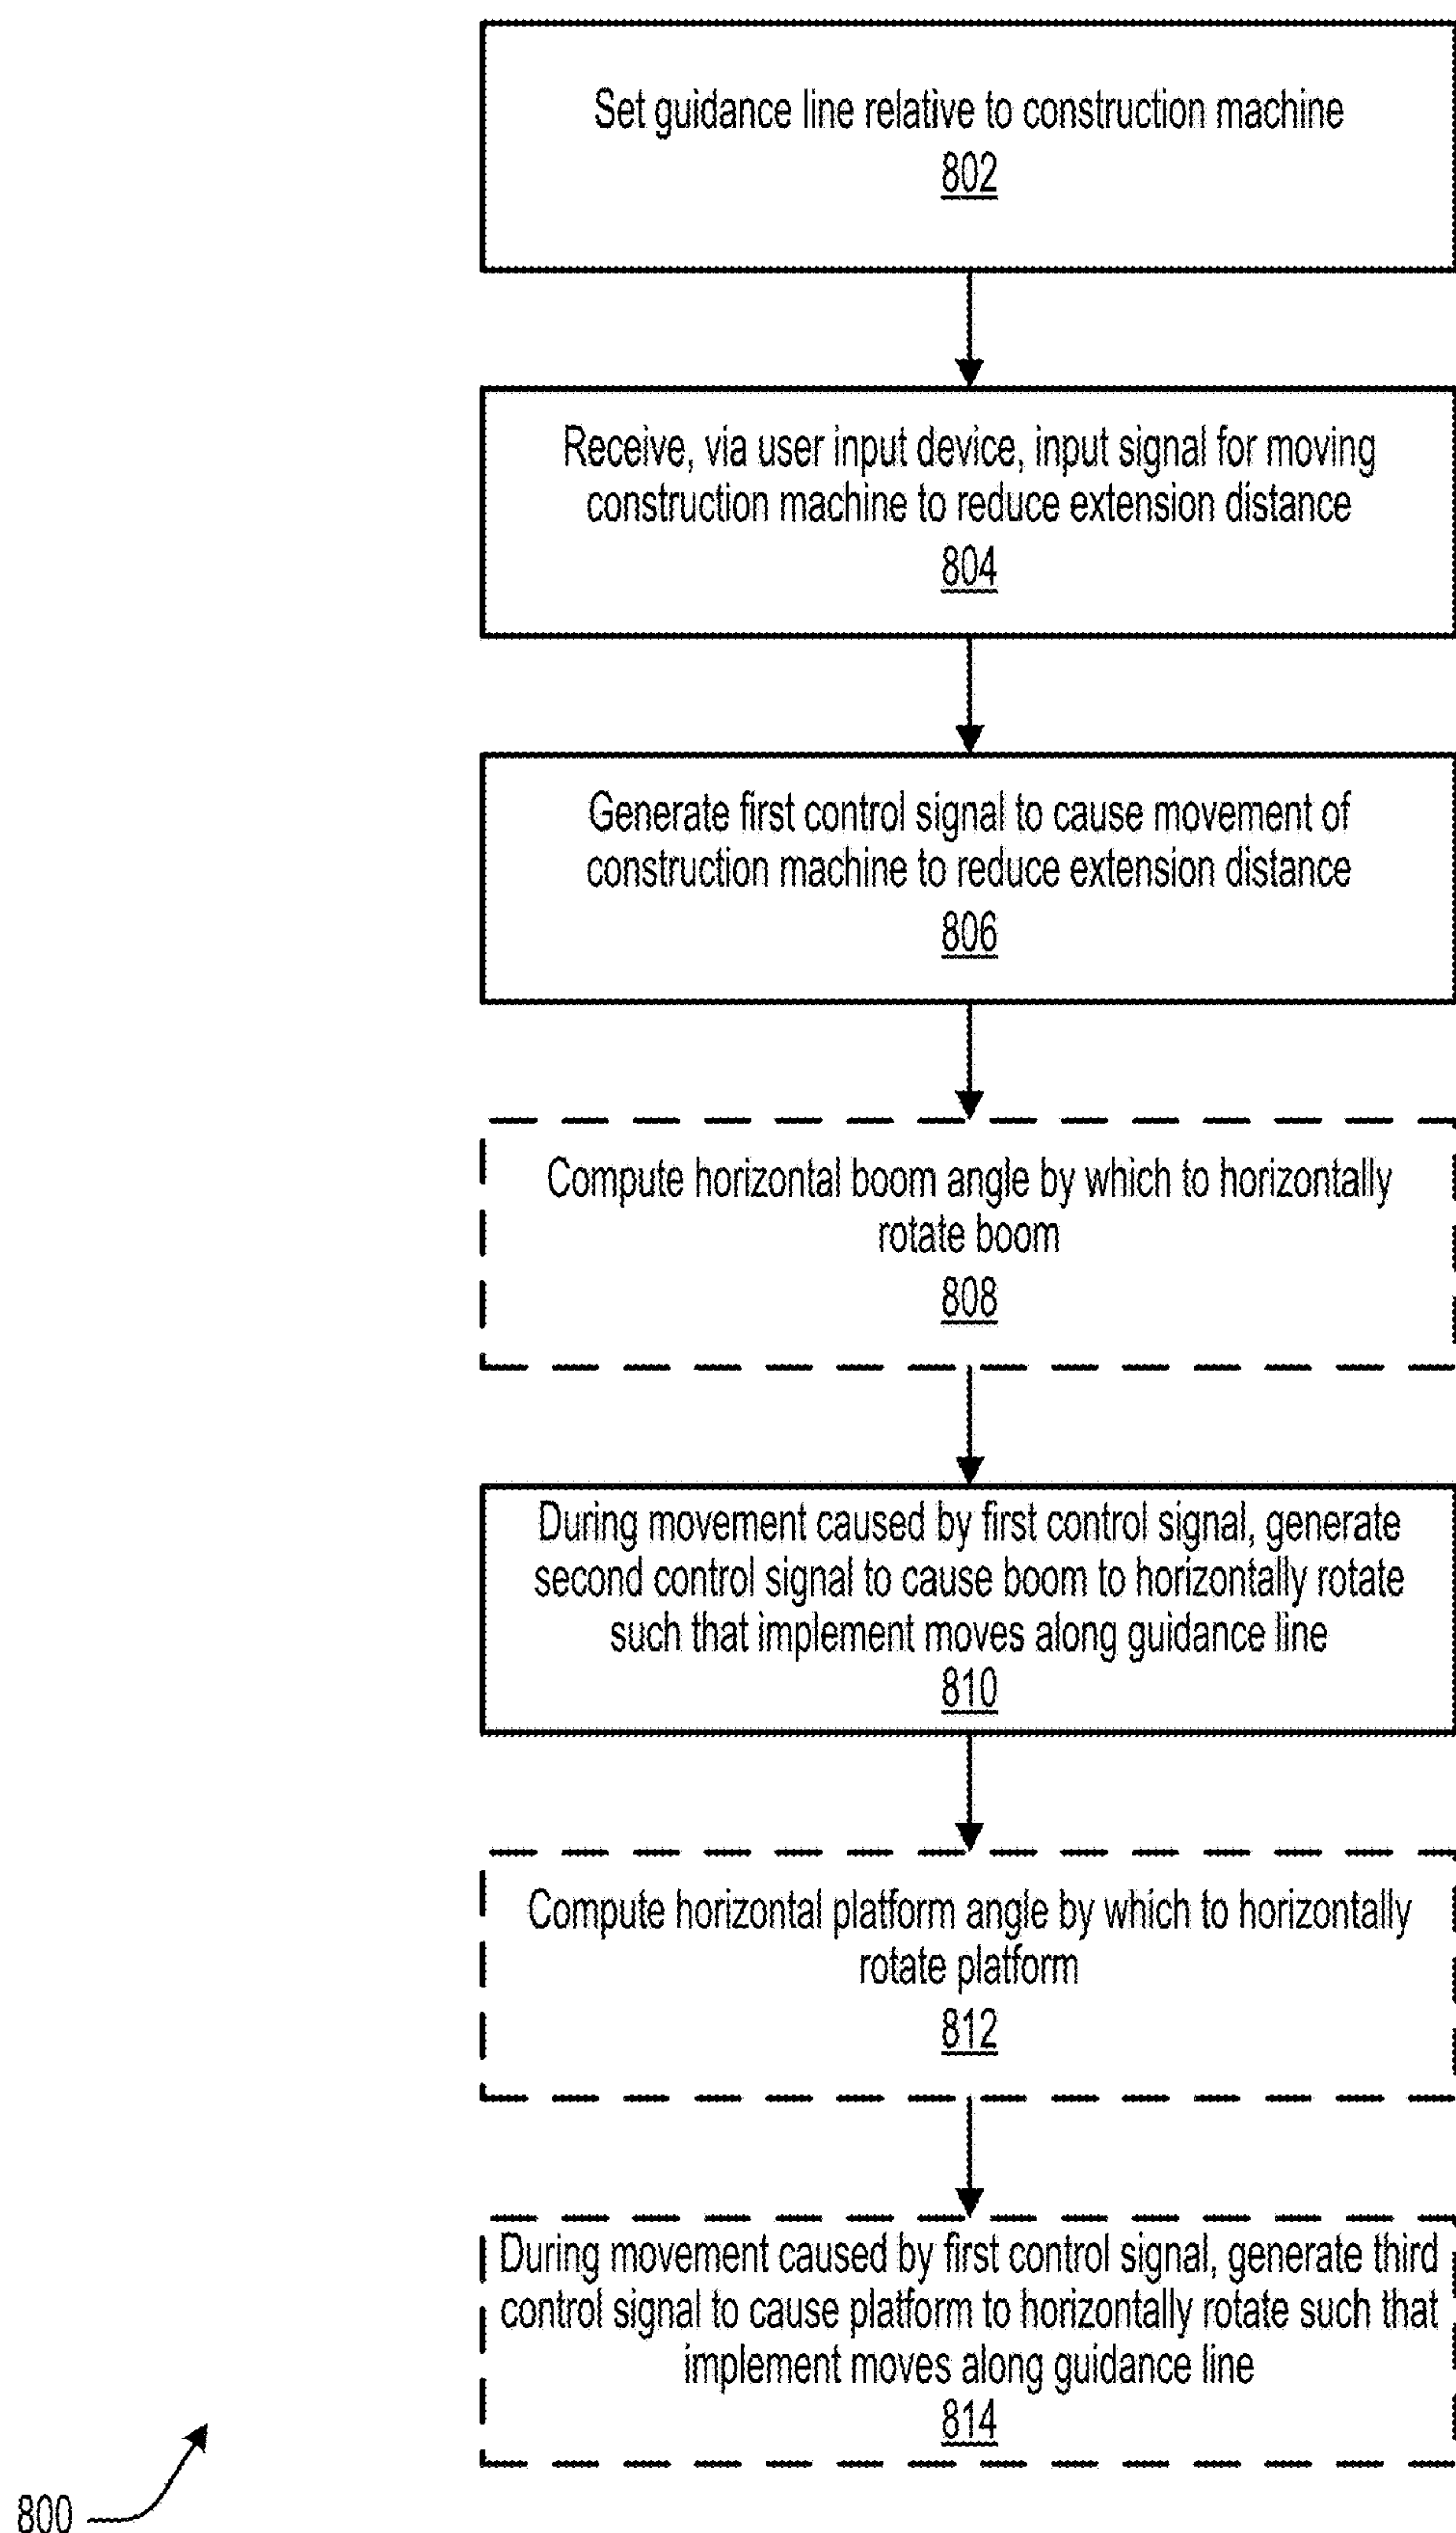 Set guidance line relative to construction machine
802
Receive, via user input device, input signal for moving
construction machine to reduce extension distance
804
Generate first control signal to cause movement of
construction machine to reduce extension distance
806
Compute horizontal boom angle by which to horizontally
rotate boom
808
During movement caused by first control signal, generate
second control signal to cause boom to horizontally rotate
such that implement moves along guidance line
810
Compute horizontal platform angle by which to horizontally
rotate platform
812
During movement caused by first control signal, generate third
control signal to cause platform to horizontally rotate such that
implement moves along guidance line
814
800